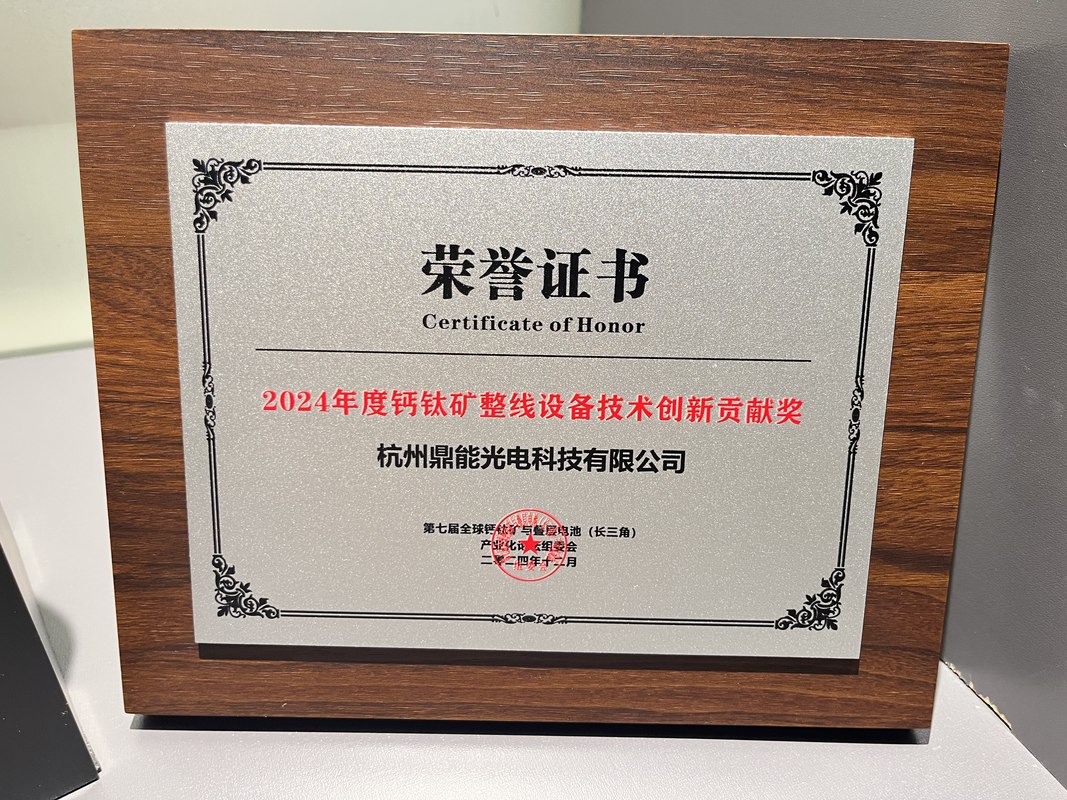 荣誉证书
Certificate of Honor
2024年度钙钛矿整线设备技术创新贡献奖
杭州鼎能光电科技有限公司
第七届全球钙钛矿与叠层电池（长三角）
产业化论坛组委会
二零二四年十二月